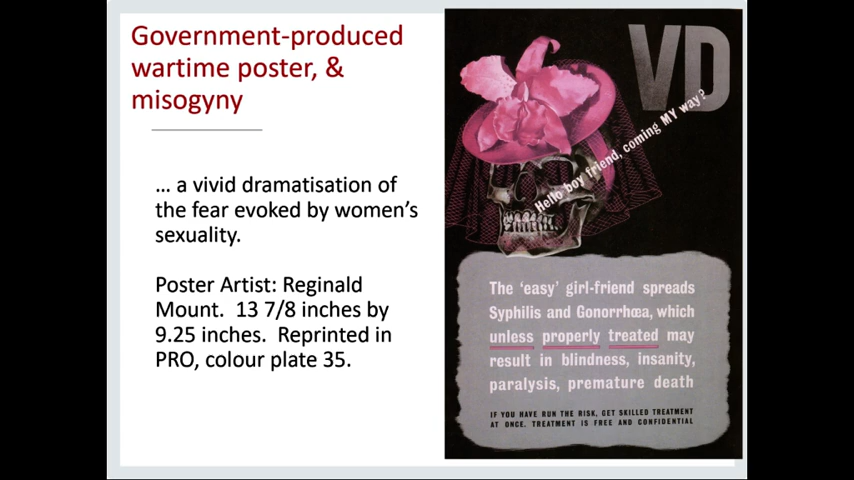 Government-produced
wartime poster, &
misogyny
... a vivid dramatisation of
the fear evoked by women's
sexuality.
Poster Artist: Reginald
Mount. 13 7/8 inches by
9.25 inches. Reprinted in
PRO, colour plate 35.
VD
Hello boy friend, coming MY way?
The 'easy' girl-friend spreads
Syphilis and Gonorrhœa, which
unless properly treated may
result in blindness, insanity,
paralysis, premature death
IF YOU HAVE RUN THE RISK, GET SKILLED TREATMENT
AT ONCE. TREATMENT IS FREE AND CONFIDENTIAL